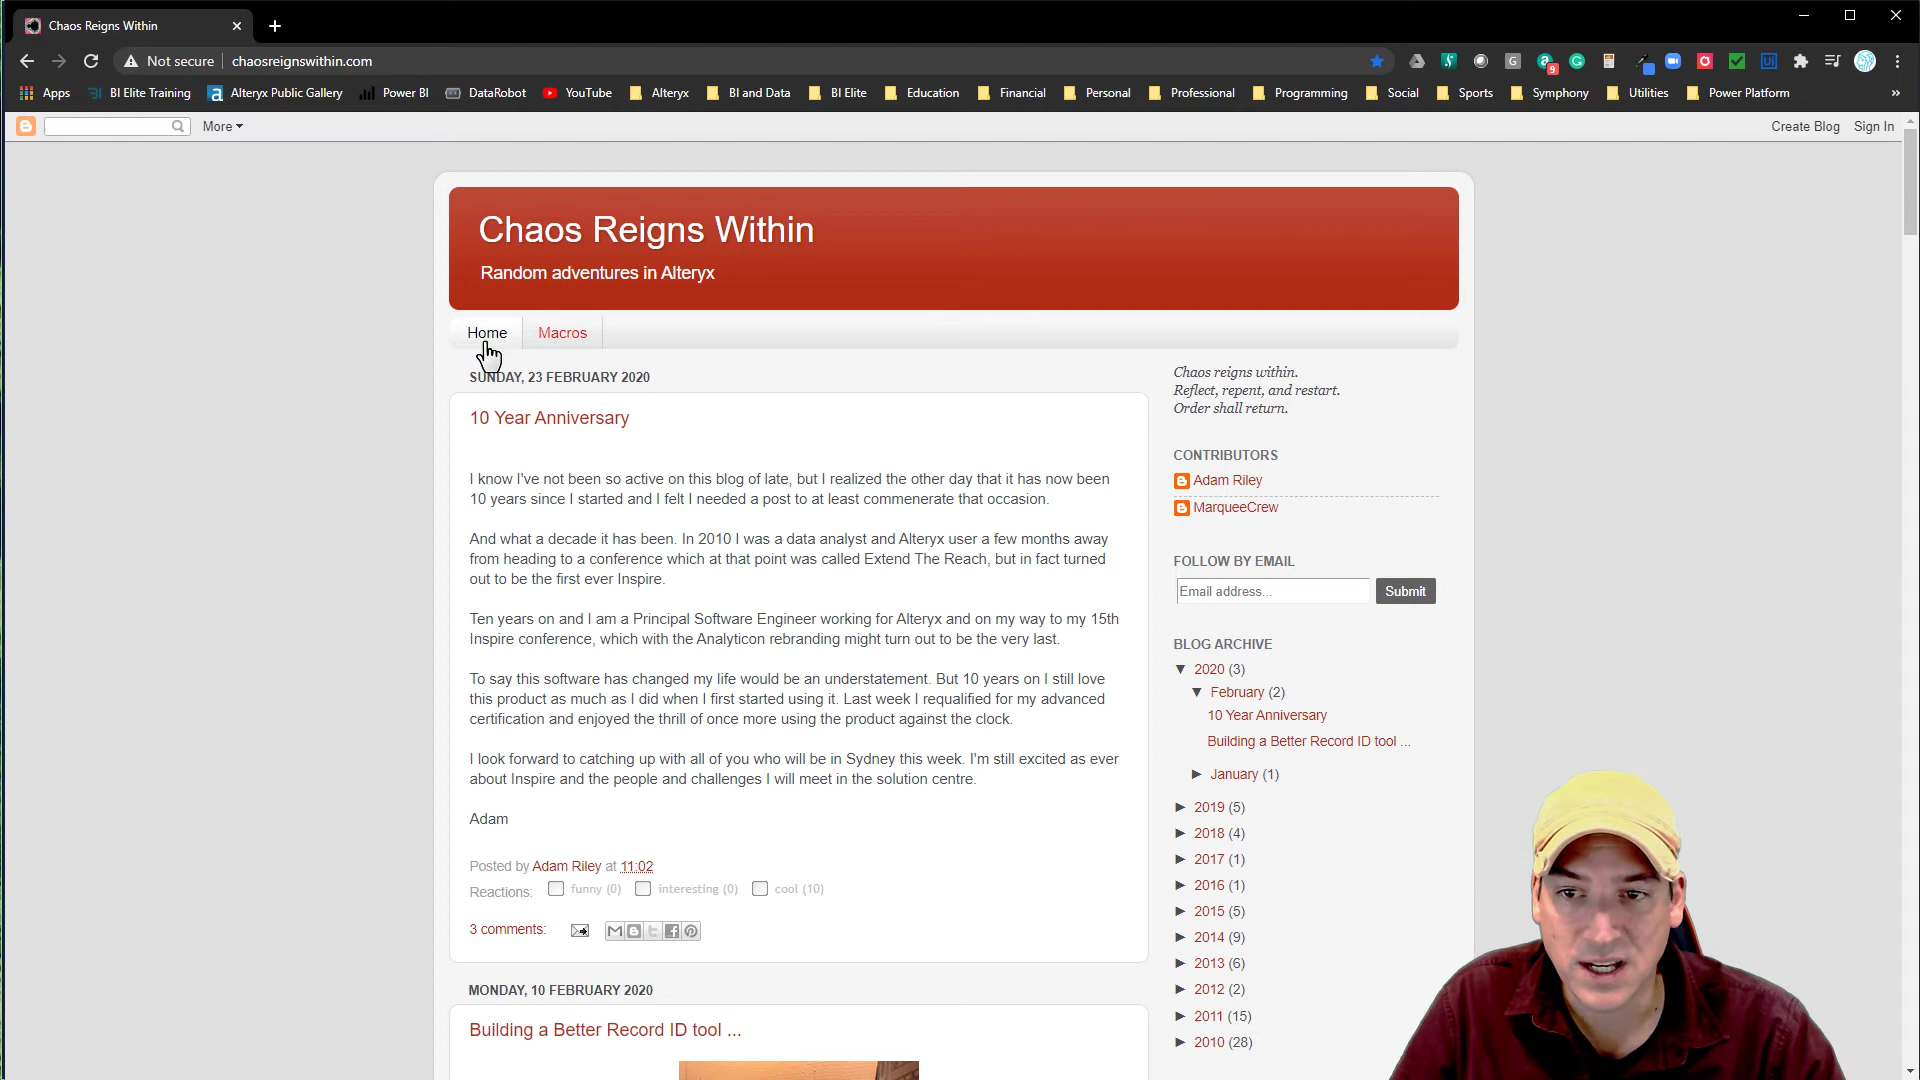 Chaos Reigns Within
Not secure chaosreignswithin.com
9
Apps BI Elite Training Alteryx Public Gallery Power BI DataRobot YouTube Alteryx BI and Data BI Elite Education Financial Personal Professional Programming Social Sports Symphony Utilities Power Platform »
More Create Blog Sign In
Chaos Reigns Within
Random adventures in Alteryx
Home Macros
SUNDAY, 23 FEBRUARY 2020
10 Year Anniversary
I know I've not been so active on this blog of late, but I realized the other day that it has now been
10 years since I started and I felt I needed a post to at least commenerate that occasion.
And what a decade it has been. In 2010 I was a data analyst and Alteryx user a few months away
from heading to a conference which at that point was called Extend The Reach, but in fact turned
out to be the first ever Inspire.
Ten years on and I am a Principal Software Engineer working for Alteryx and on my way to my 15th
Inspire conference, which with the Analyticon rebranding might turn out to be the very last.
To say this software has changed my life would be an understatement. But 10 years on I still love
this product as much as I did when I first started using it. Last week I requalified for my advanced
certification and enjoyed the thrill of once more using the product against the clock.
I look forward to catching up with all of you who will be in Sydney this week. I'm still excited as ever
about Inspire and the people and challenges I will meet in the solution centre.
Adam
Posted by Adam Riley at 11:02
Reactions: funny (0) interesting (0) cool (10)
3 comments:
MONDAY, 10 FEBRUARY 2020
Building a Better Record ID tool ...
Chaos reigns within.
Reflect, repent, and restart.
Order shall return.
CONTRIBUTORS
Adam Riley
MarqueeCrew
FOLLOW BY EMAIL
Email address... Submit
BLOG ARCHIVE
▼ 2020 (3)
▼ February (2)
10 Year Anniversary
Building a Better Record ID tool ...
► January (1)
► 2019 (5)
► 2018 (4)
► 2017 (1)
► 2016 (1)
► 2015 (5)
► 2014 (9)
► 2013 (6)
► 2012 (2)
► 2011 (15)
► 2010 (28)